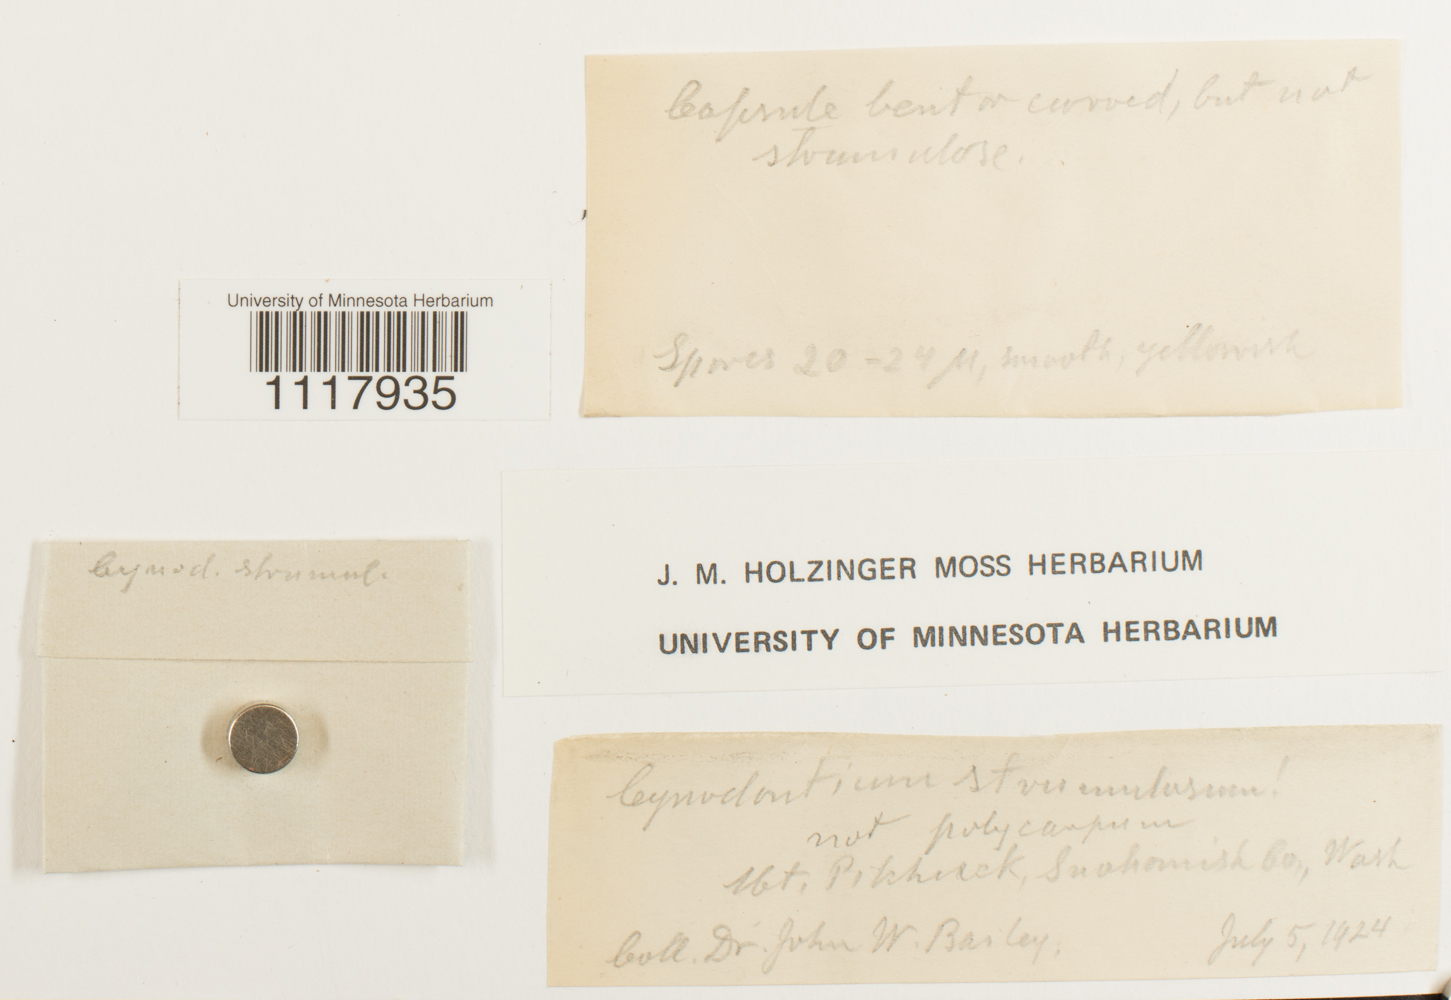 Capsule bent or curved, but not
strumulose.
Spores 20-24 µ, smooth, yellowish
University of Minnesota Herbarium
1117935
Cynod. strumul.
J. M. HOLZINGER MOSS HERBARIUM
UNIVERSITY OF MINNESOTA HERBARIUM
Cynodontium strumulosum!
not polycarpum
Mt. Pilchuck, Snohomish Co., Wash
Coll. Dr. John W. Bailey. July 5, 1924